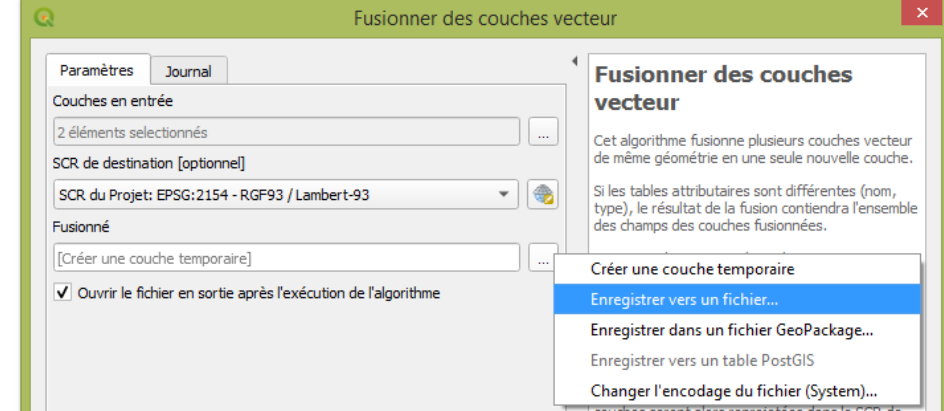 Fusionner des couches vecteur
Paramètres
Journal
Couches en entrée
2 éléments selectionnés
...
SCR de destination [optionnel]
SCR du Projet: EPSG:2154 - RGF93 / Lambert-93
Fusionné
[Créer une couche temporaire]
...
Ouvrir le fichier en sortie après l'exécution de l'algorithme
Fusionner des couches
vecteur
Cet algorithme fusionne plusieurs couches vecteur
de même géométrie en une seule nouvelle couche.
Si les tables attributaires sont différentes (nom,
type), le résultat de la fusion contiendra l'ensemble
des champs des couches fusionnées.
Créer une couche temporaire
Enregistrer vers un fichier...
Enregistrer dans un fichier GeoPackage...
Enregistrer vers un table PostGIS
Changer l'encodage du fichier (System)...